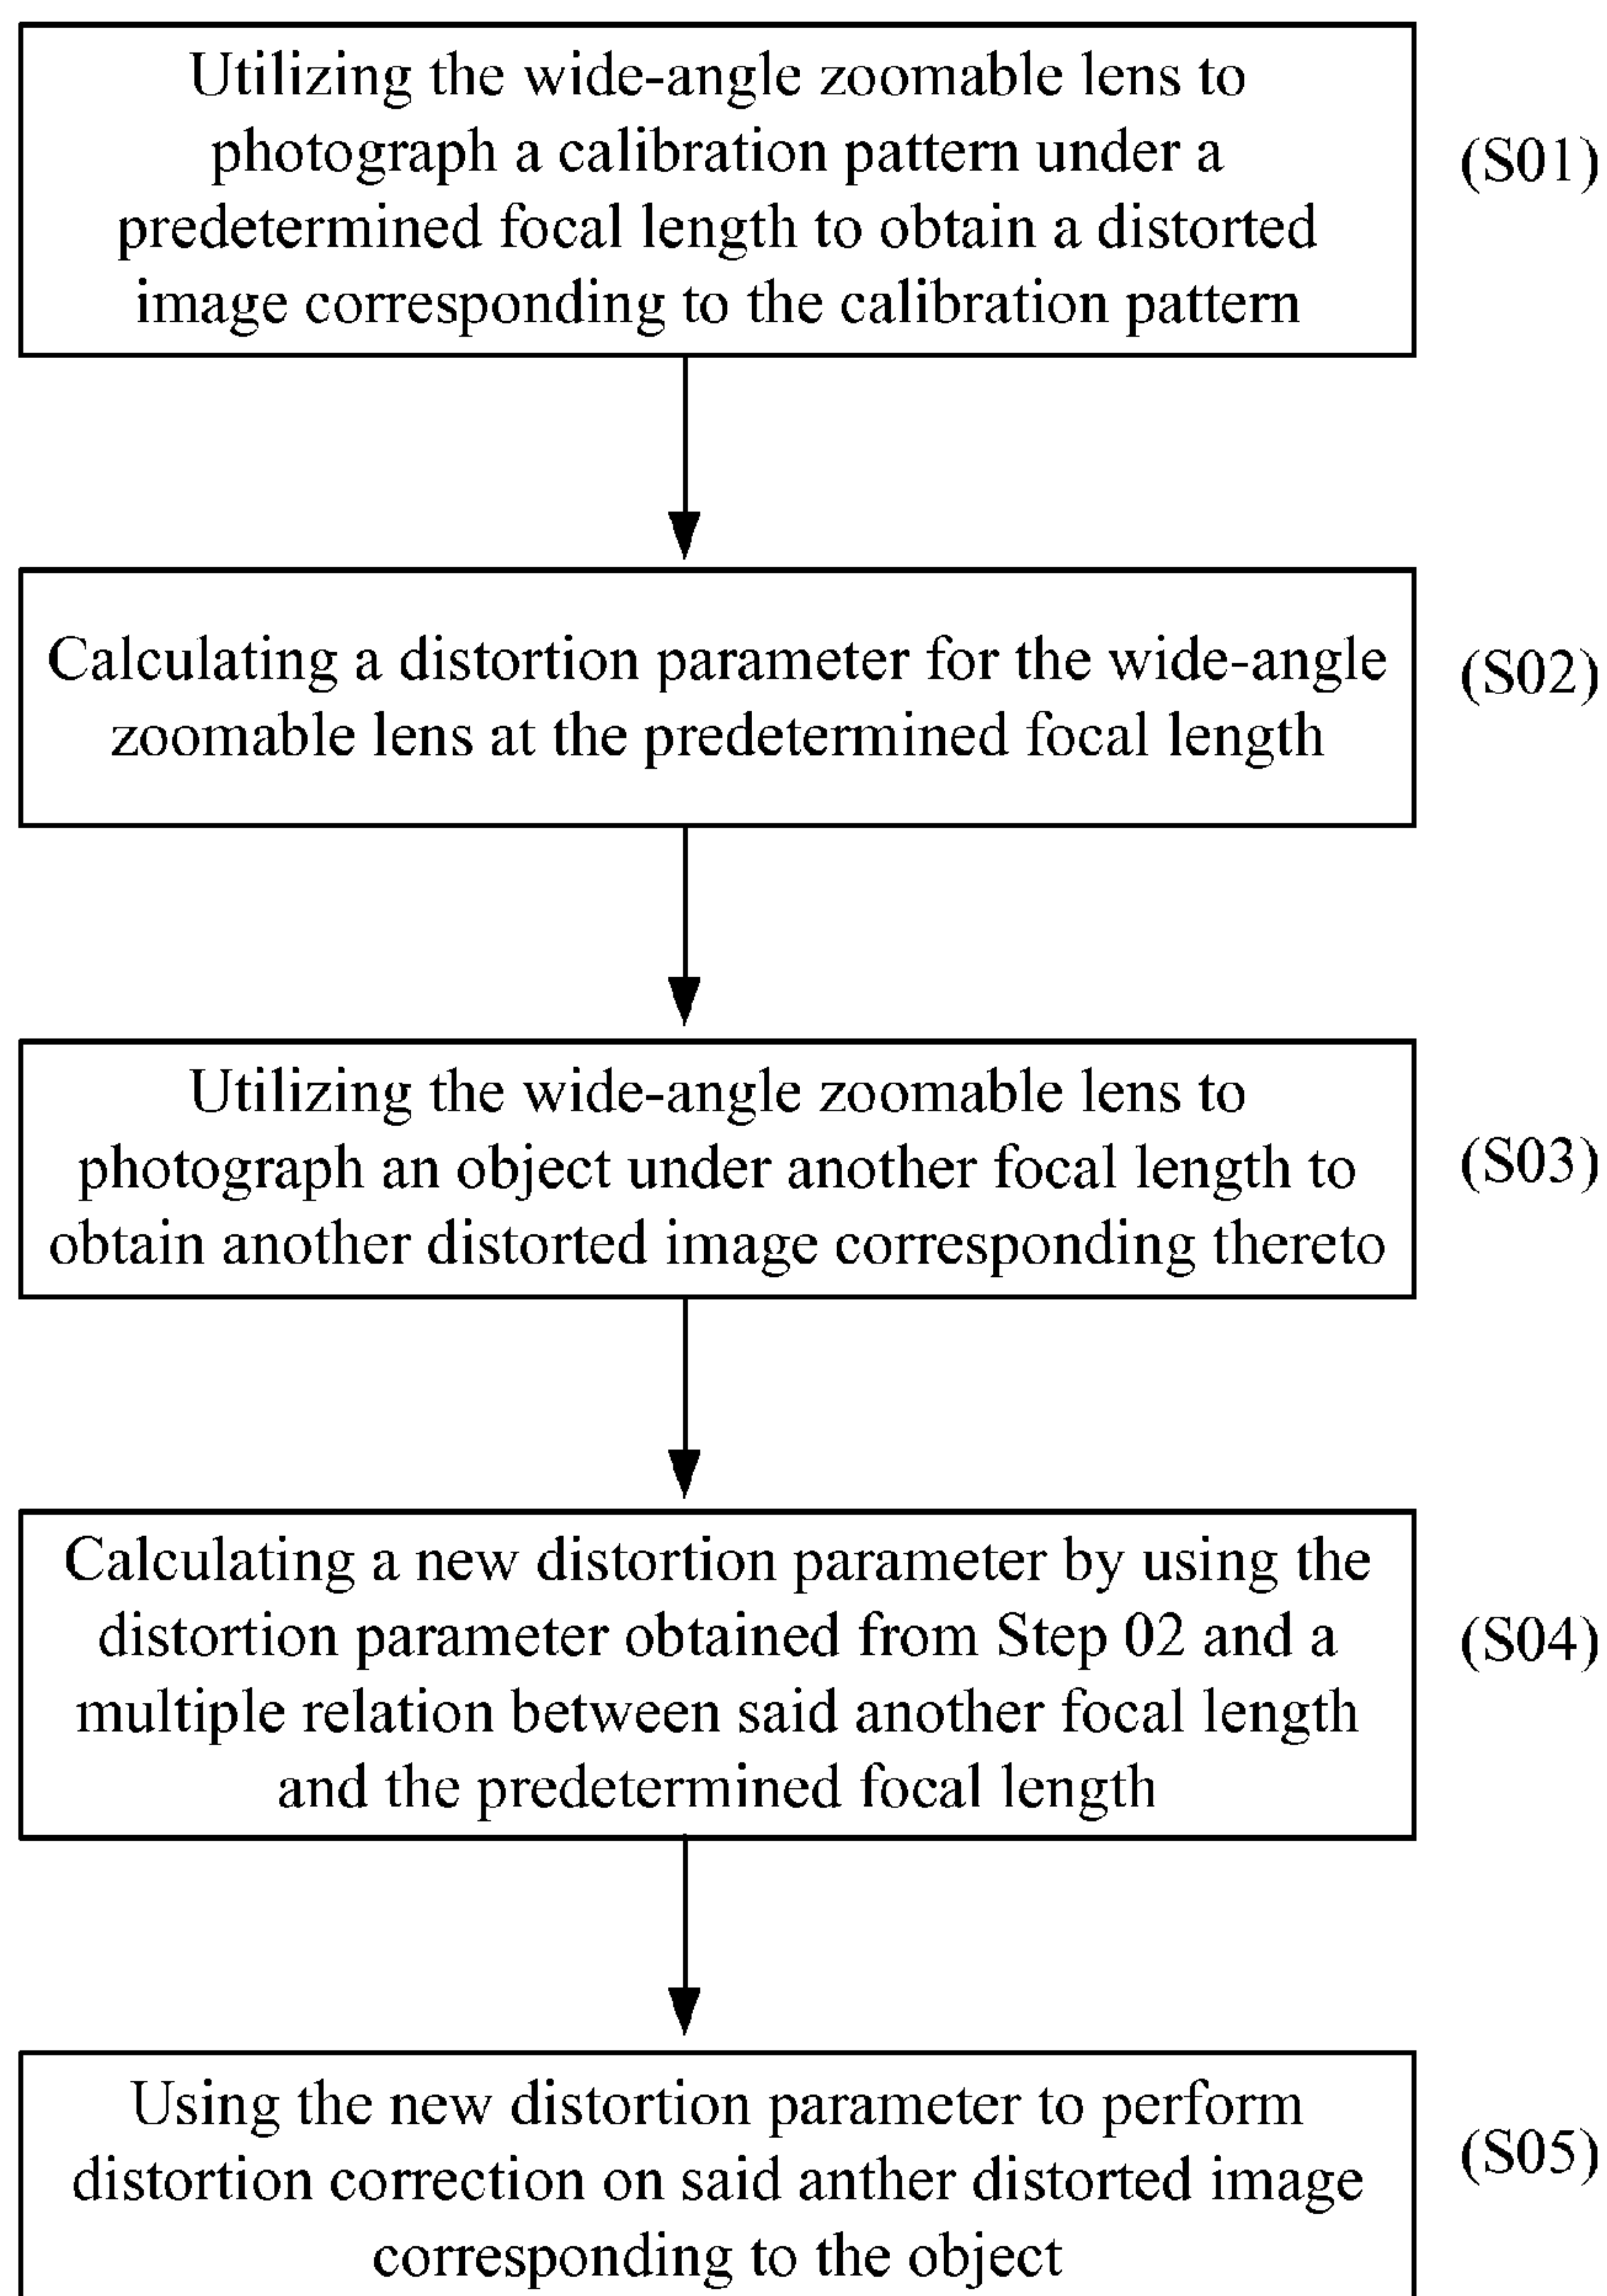 Utilizing the wide-angle zoomable lens to
photograph a calibration pattern under a
predetermined focal length to obtain a distorted
image corresponding to the calibration pattern
(S01)
Calculating a distortion parameter for the wide-angle
zoomable lens at the predetermined focal length
(S02)
Utilizing the wide-angle zoomable lens to
photograph an object under another focal length to
obtain another distorted image corresponding thereto
(S03)
Calculating a new distortion parameter by using the
distortion parameter obtained from Step 02 and a
multiple relation between said another focal length
and the predetermined focal length
(S04)
Using the new distortion parameter to perform
distortion correction on said anther distorted image
corresponding to the object
(S05)